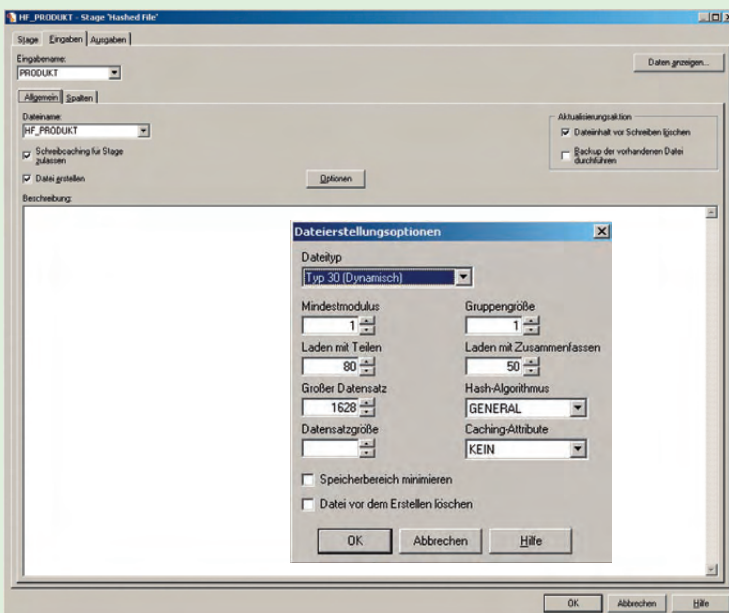 HF_PRODUKT - Stage 'Hashed File'
Stage Eingaben Ausgaben
Eingabename:
PRODUKT
Daten anzeigen...
Allgemein Spalten
Dateiname:
HF_PRODUKT
Schreibcaching für Stage
zulassen
Datei erstellen
Optionen
Aktualisierungsaktion
Dateiinhalt vor Schreiben löschen
Backup der vorhandenen Datei
durchführen
Beschreibung:
Dateierstellungsoptionen
Dateityp
Typ 30 (Dynamisch)
Mindestmodulus Gruppengröße
1 1
Laden mit Teilen Laden mit Zusammenfassen
80 50
Großer Datensatz Hash-Algorithmus
1628 GENERAL
Datensatzgröße Caching-Attribute
KEIN
Speicherbereich minimieren
Datei vor dem Erstellen löschen
OK Abbrechen Hilfe
OK Abbrechen Hilfe